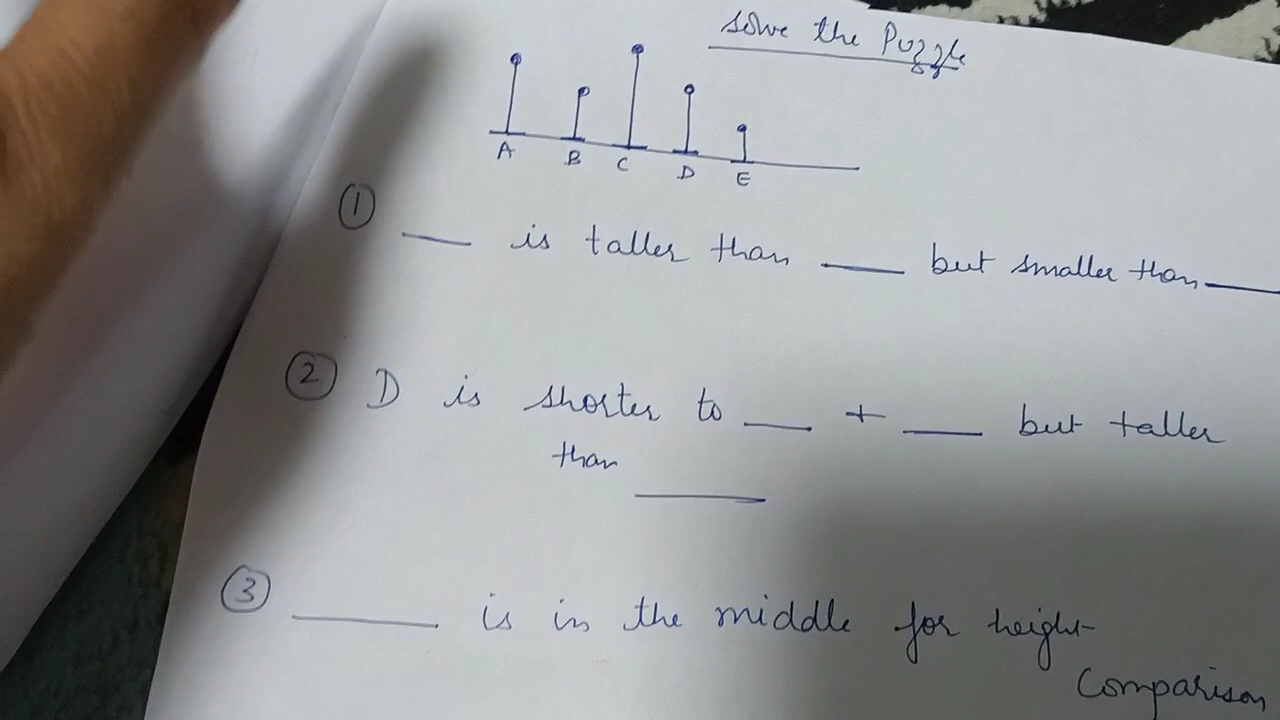 Solve the Puzzle
A B C D E
① ___ is taller than ___ but smaller than ___
② D is shorter to ___ + ___ but taller
than ___
③ ___ is in the middle for height
Comparison